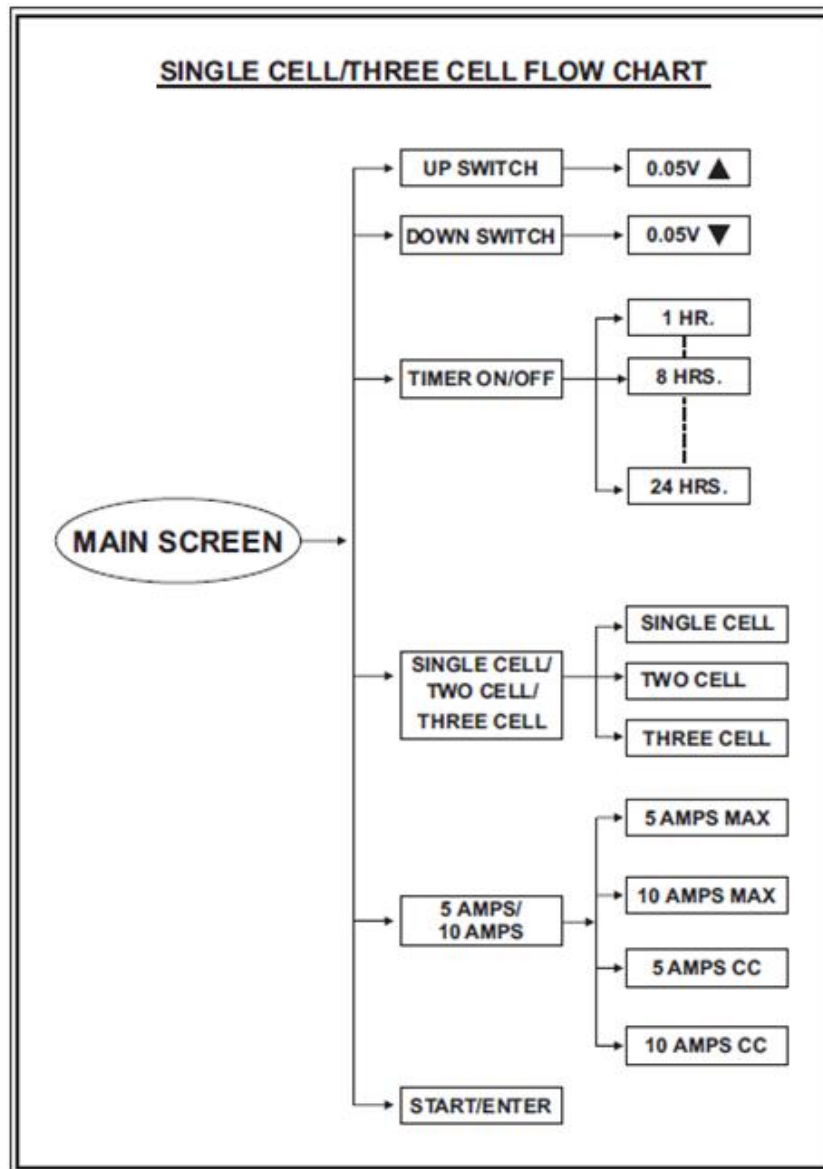 SINGLE CELL/THREE CELL FLOW CHART
UP SWITCH
0.05V ▲
DOWN SWITCH
0.05V ▼
1 HR.
TIMER ON/OFF
8 HRS.
24 HRS.
MAIN SCREEN
SINGLE CELL/
TWO CELL/
THREE CELL
SINGLE CELL
TWO CELL
THREE CELL
5 AMPS/
10 AMPS
5 AMPS MAX
10 AMPS MAX
5 AMPS CC
10 AMPS CC
START/ENTER